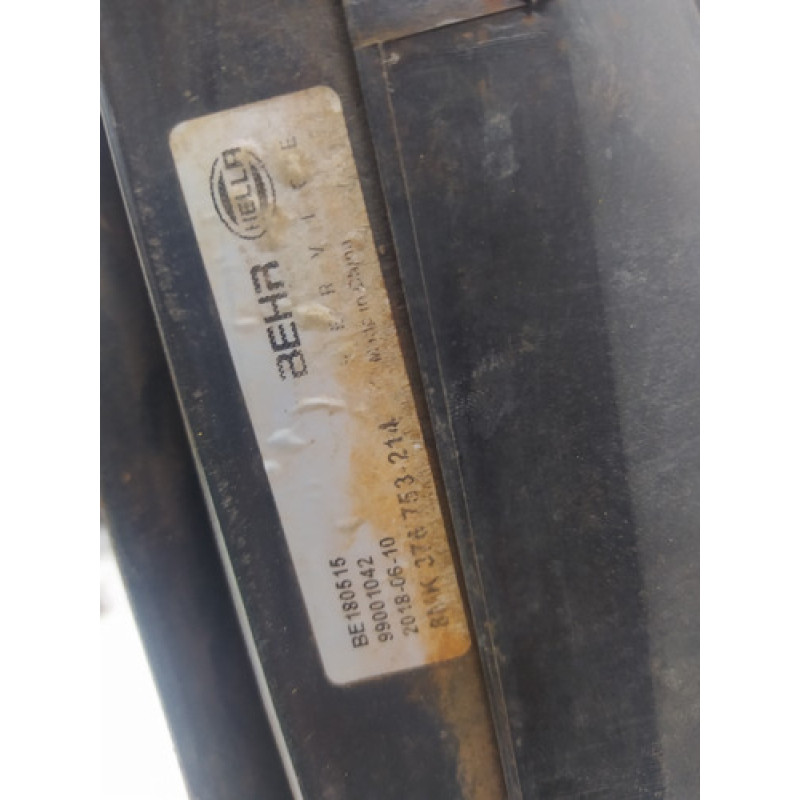 HELLA
BEHR
SERVICE
BE180515
99001042
2018-06-10
8MK 376 753-214